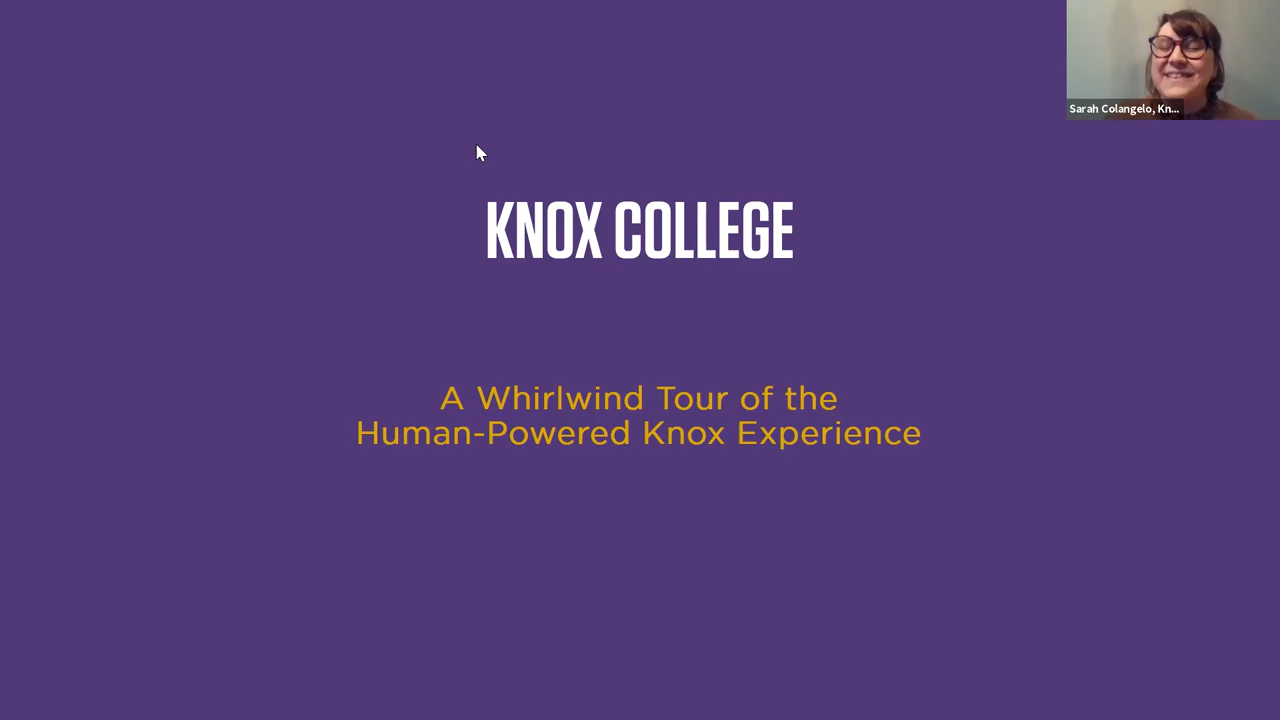 Sarah Colangelo, Kn...
KNOX COLLEGE
A Whirlwind Tour of the
Human-Powered Knox Experience